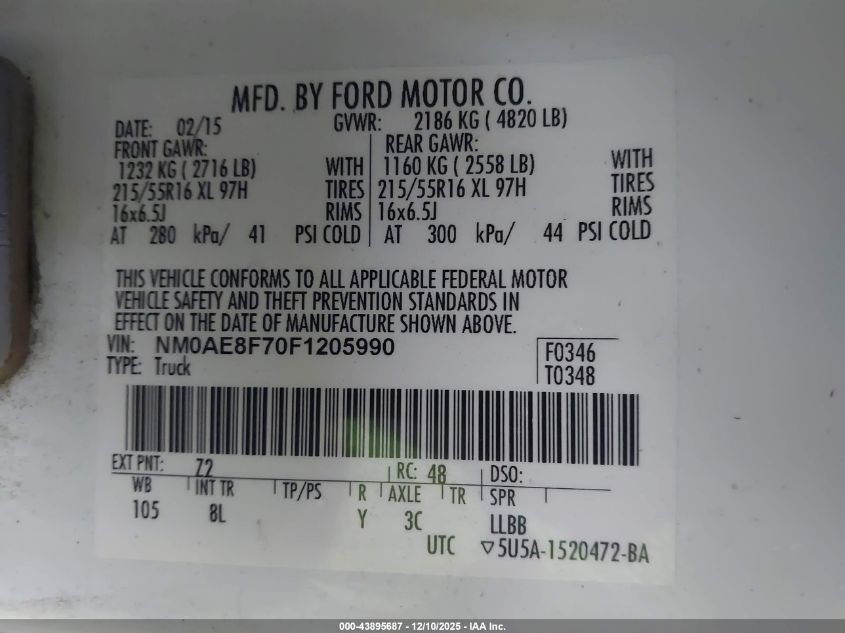 MFD. BY FORD MOTOR CO.
DATE: 02/15 GVWR: 2186 KG ( 4820 LB)
FRONT GAWR: REAR GAWR:
1232 KG ( 2716 LB) WITH 1160 KG ( 2558 LB) WITH
215/55R16 XL 97H TIRES 215/55R16 XL 97H TIRES
16x6.5J RIMS 16x6.5J RIMS
AT 280 kPa/ 41 PSI COLD AT 300 kPa/ 44 PSI COLD
THIS VEHICLE CONFORMS TO ALL APPLICABLE FEDERAL MOTOR
VEHICLE SAFETY AND THEFT PREVENTION STANDARDS IN
EFFECT ON THE DATE OF MANUFACTURE SHOWN ABOVE.
VIN: NM0AE8F70F1205990 F0346
TYPE: Truck T0348
EXT PNT: Z2 RC: 48 DSO:
WB INT TR TP/PS R AXLE TR SPR
105 8L Y 3C LLBB
UTC ▽5U5A-1520472-BA
000-43895687 - 12/10/2025 - IAA Inc.